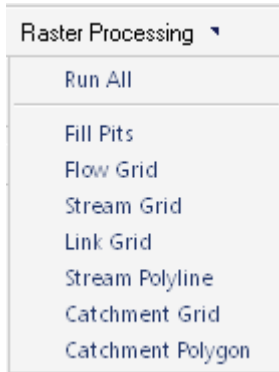 Raster Processing
Run All
Fill Pits
Flow Grid
Stream Grid
Link Grid
Stream Polyline
Catchment Grid
Catchment Polygon